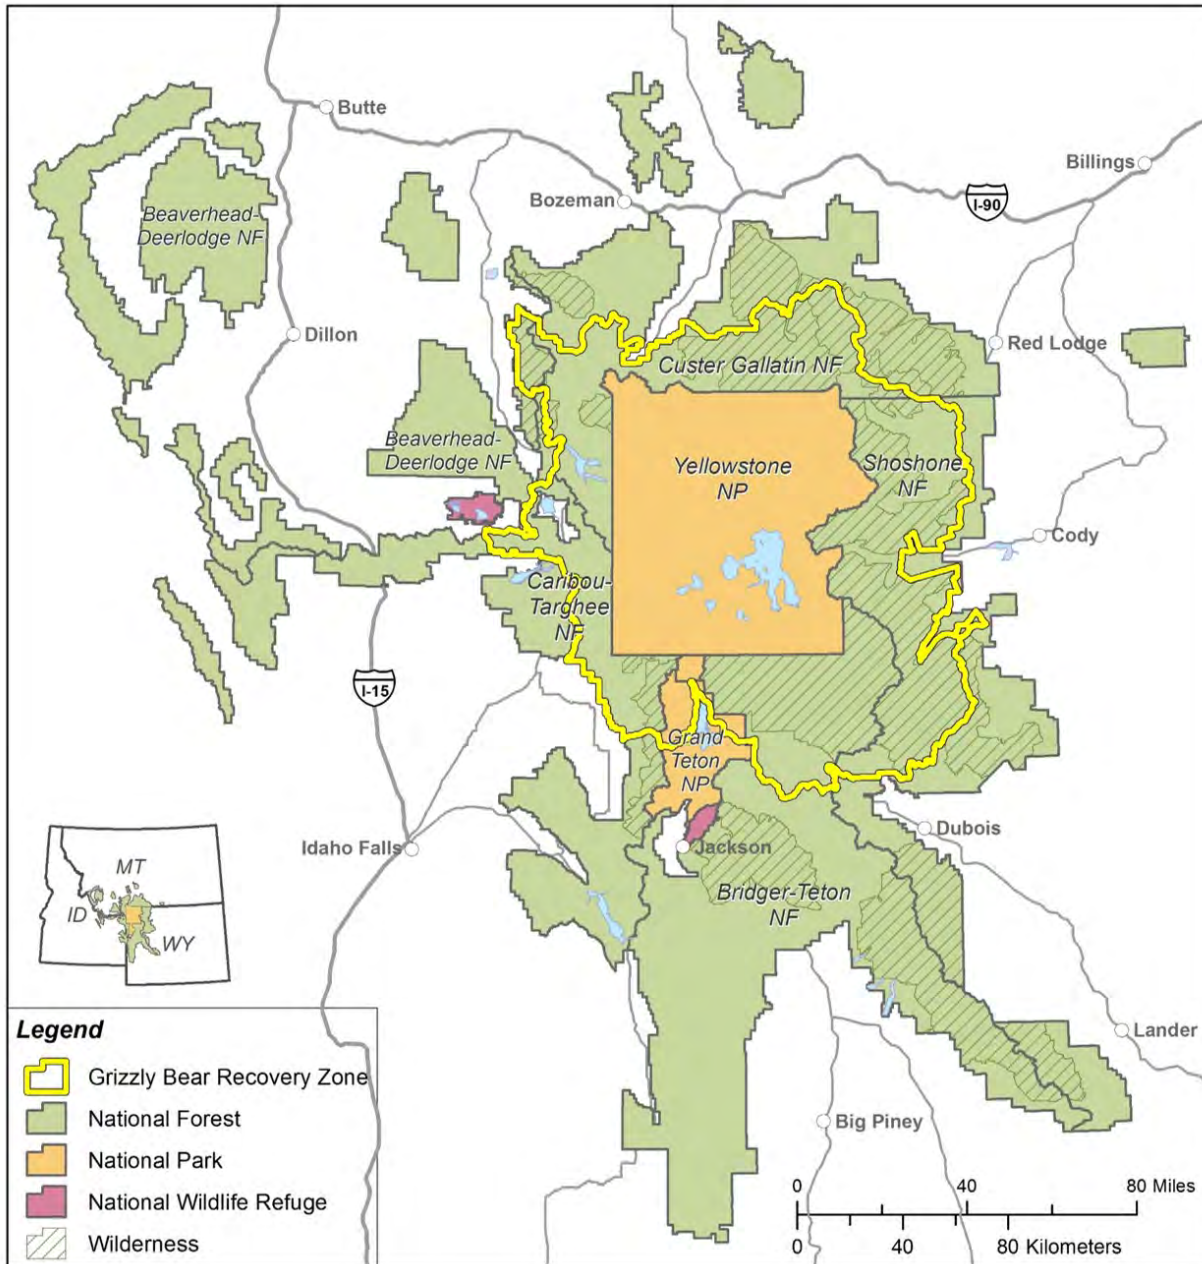 Butte
Billings
Bozeman
I-90
Beaverhead-
Deerlodge NF
Dillon
Red Lodge
Custer Gallatin NF
Beaverhead-
Deerlodge NF
Yellowstone
NP
Shoshone
NF
Cody
Caribou-
Targhee
NF
I-15
Grand
Teton
NP
Idaho Falls
Jackson
Dubois
MT
ID
WY
Bridger-Teton
NF
Lander
Big Piney
Legend
Grizzly Bear Recovery Zone
National Forest
National Park
National Wildlife Refuge
Wilderness
0 40 80 Miles
0 40 80 Kilometers